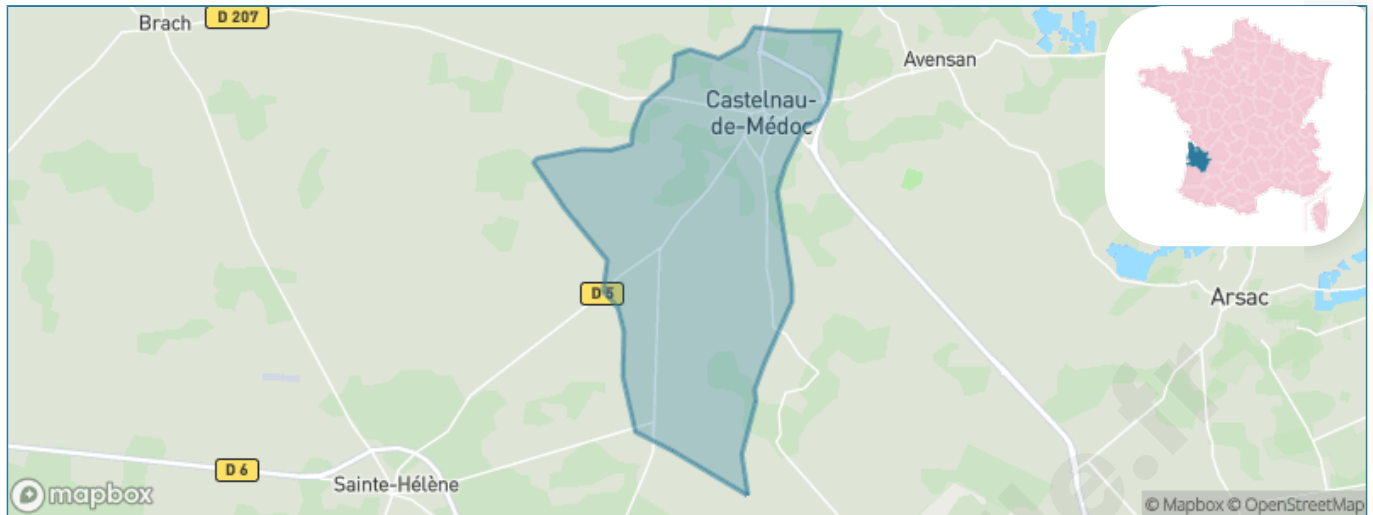 Brach
D 207
Avensan
Castelnau-
de-Médoc
D 5
Arsac
D 6
Sainte-Hélène
mapbox
© Mapbox © OpenStreetMap